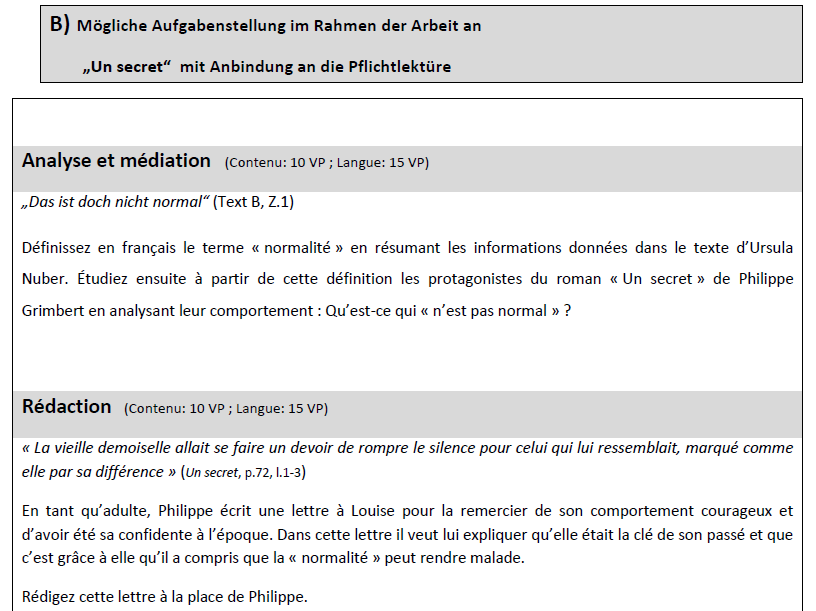 B) Mögliche Aufgabenstellung im Rahmen der Arbeit an
„Un secret“ mit Anbindung an die Pflichtlektüre
Analyse et médiation (Contenu: 10 VP ; Langue: 15 VP)
„Das ist doch nicht normal“ (Text B, Z.1)
Définissez en français le terme « normalité » en résumant les informations données dans le texte d’Ursula
Nuber. Étudiez ensuite à partir de cette définition les protagonistes du roman « Un secret » de Philippe
Grimbert en analysant leur comportement : Qu’est-ce qui « n’est pas normal » ?
Rédaction (Contenu: 10 VP ; Langue: 15 VP)
« La vieille demoiselle allait se faire un devoir de rompre le silence pour celui qui lui ressemblait, marqué comme
elle par sa différence » (Un secret, p.72, l.1-3)
En tant qu’adulte, Philippe écrit une lettre à Louise pour la remercier de son comportement courageux et
d’avoir été sa confidente à l’époque. Dans cette lettre il veut lui expliquer qu’elle était la clé de son passé et que
c’est grâce à elle qu’il a compris que la « normalité » peut rendre malade.
Rédigez cette lettre à la place de Philippe.